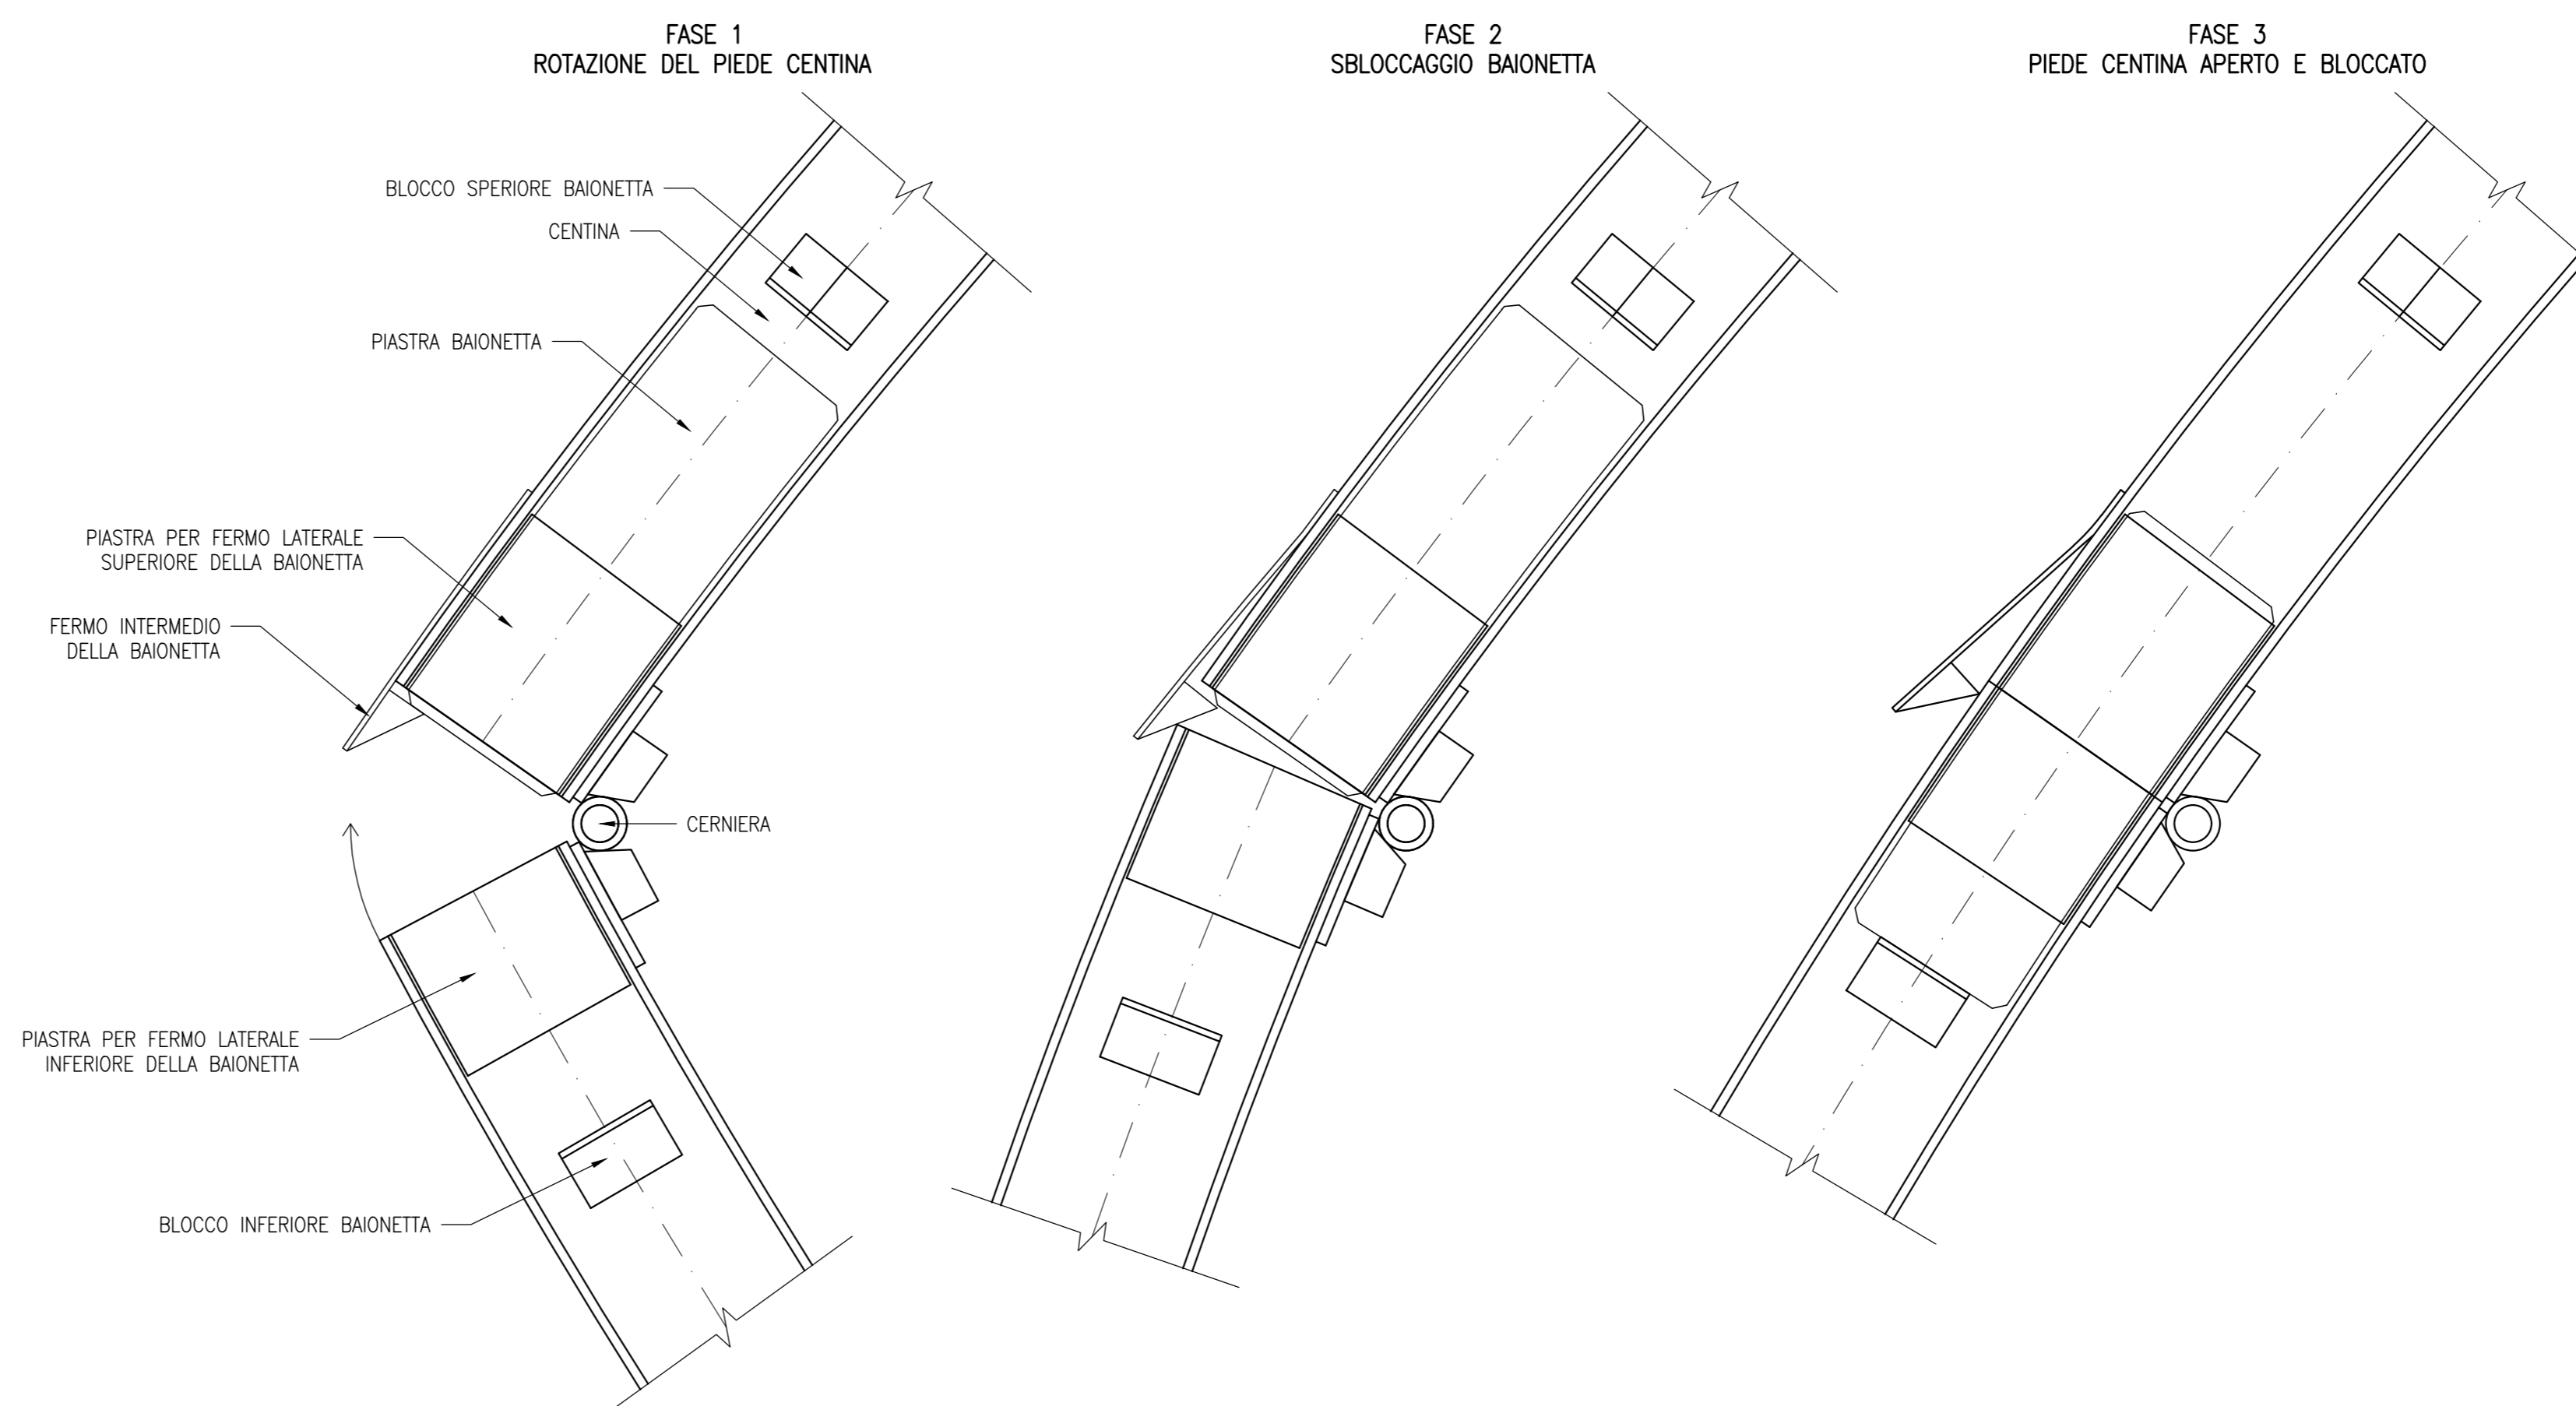 FASE 1
ROTAZIONE DEL PIEDE CENTINA
FASE 2
SBLOCCAGGIO BAIONETTA
FASE 3
PIEDE CENTINA APERTO E BLOCCATO
BLOCCO SPERIORE BAIONETTA
CENTINA
PIASTRA BAIONETTA
PIASTRA PER FERMO LATERALE
SUPERIORE DELLA BAIONETTA
FERMO INTERMEDIO
DELLA BAIONETTA
CERNIERA
PIASTRA PER FERMO LATERALE
INFERIORE DELLA BAIONETTA
BLOCCO INFERIORE BAIONETTA